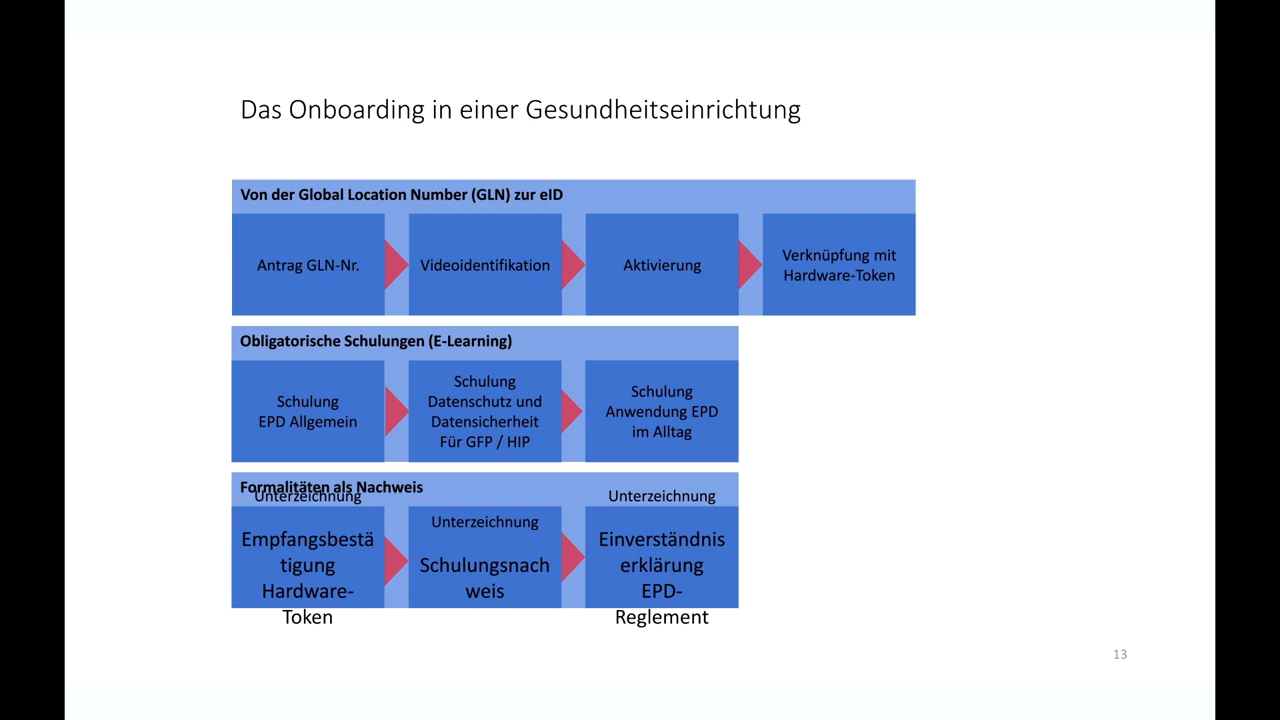 Das Onboarding in einer Gesundheitseinrichtung
Von der Global Location Number (GLN) zur eID
Antrag GLN-Nr.
Videoidentifikation
Aktivierung
Verknüpfung mit
Hardware-Token
Obligatorische Schulungen (E-Learning)
Schulung
EPD Allgemein
Schulung
Datenschutz und
Datensicherheit
Für GFP / HIP
Schulung
Anwendung EPD
im Alltag
Formalitäten als Nachweis
Unterzeichnung
Empfangsbestä
tigung
Hardware-
Token
Unterzeichnung
Schulungsnach
weis
Unterzeichnung
Einverständnis
erklärung
EPD-
Reglement
13